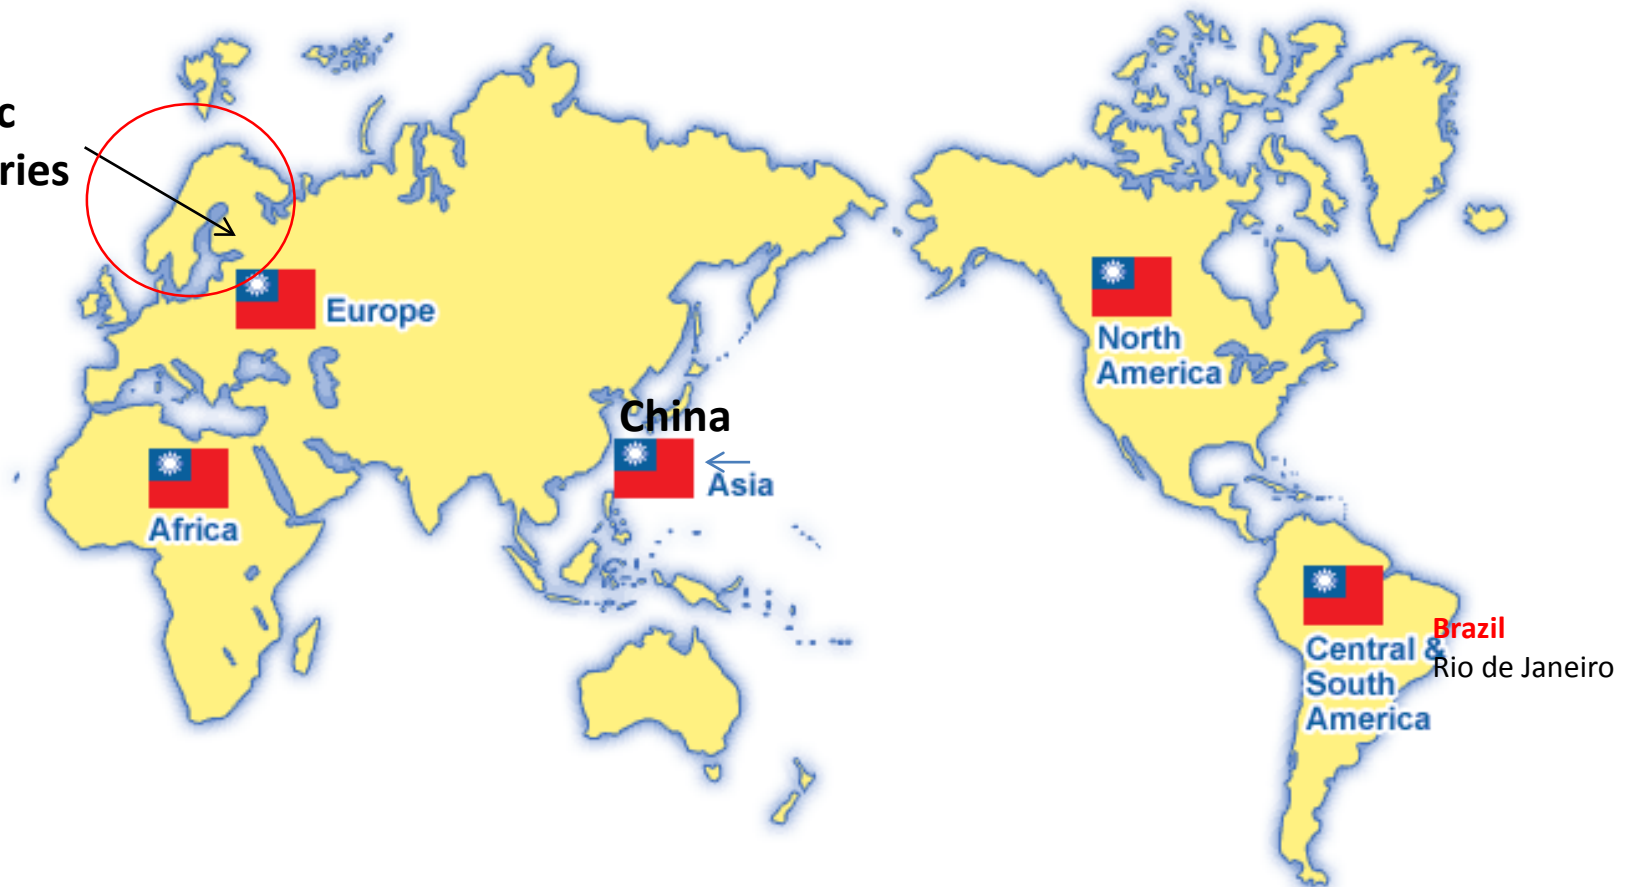 c
ries
Europe
North
America
China
Asia
Africa
Brazil
Central &
Rio de Janeiro
South
America